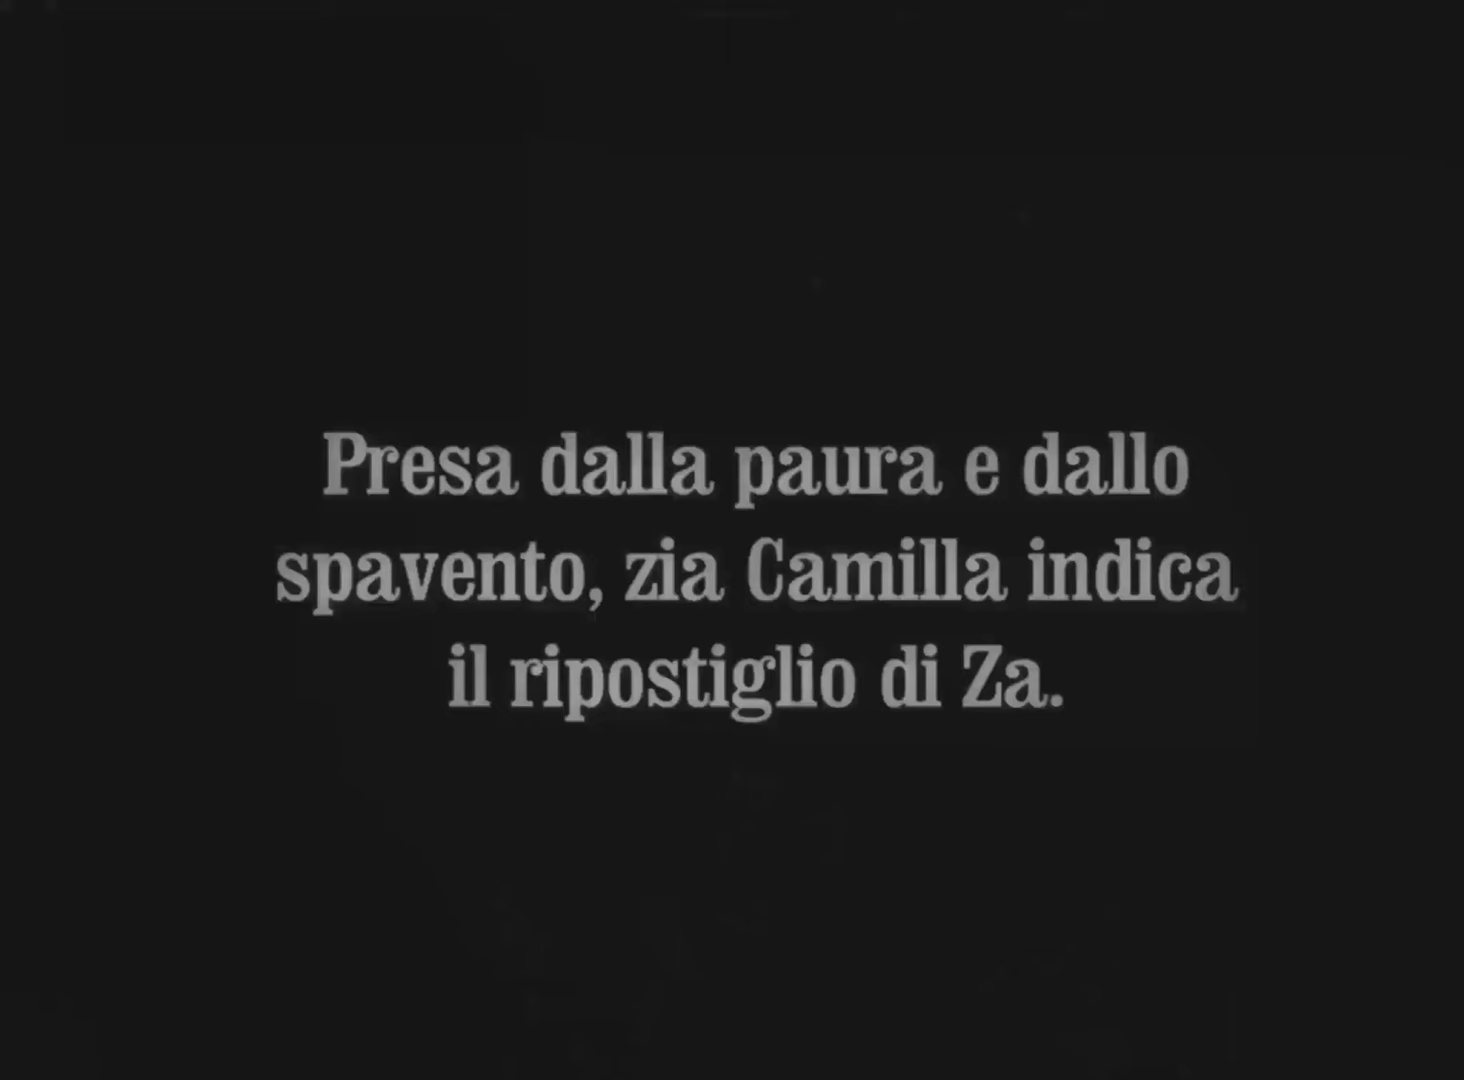 Presa dalla paura e dallo
spavento, zia Camilla indica
il ripostiglio di Za.